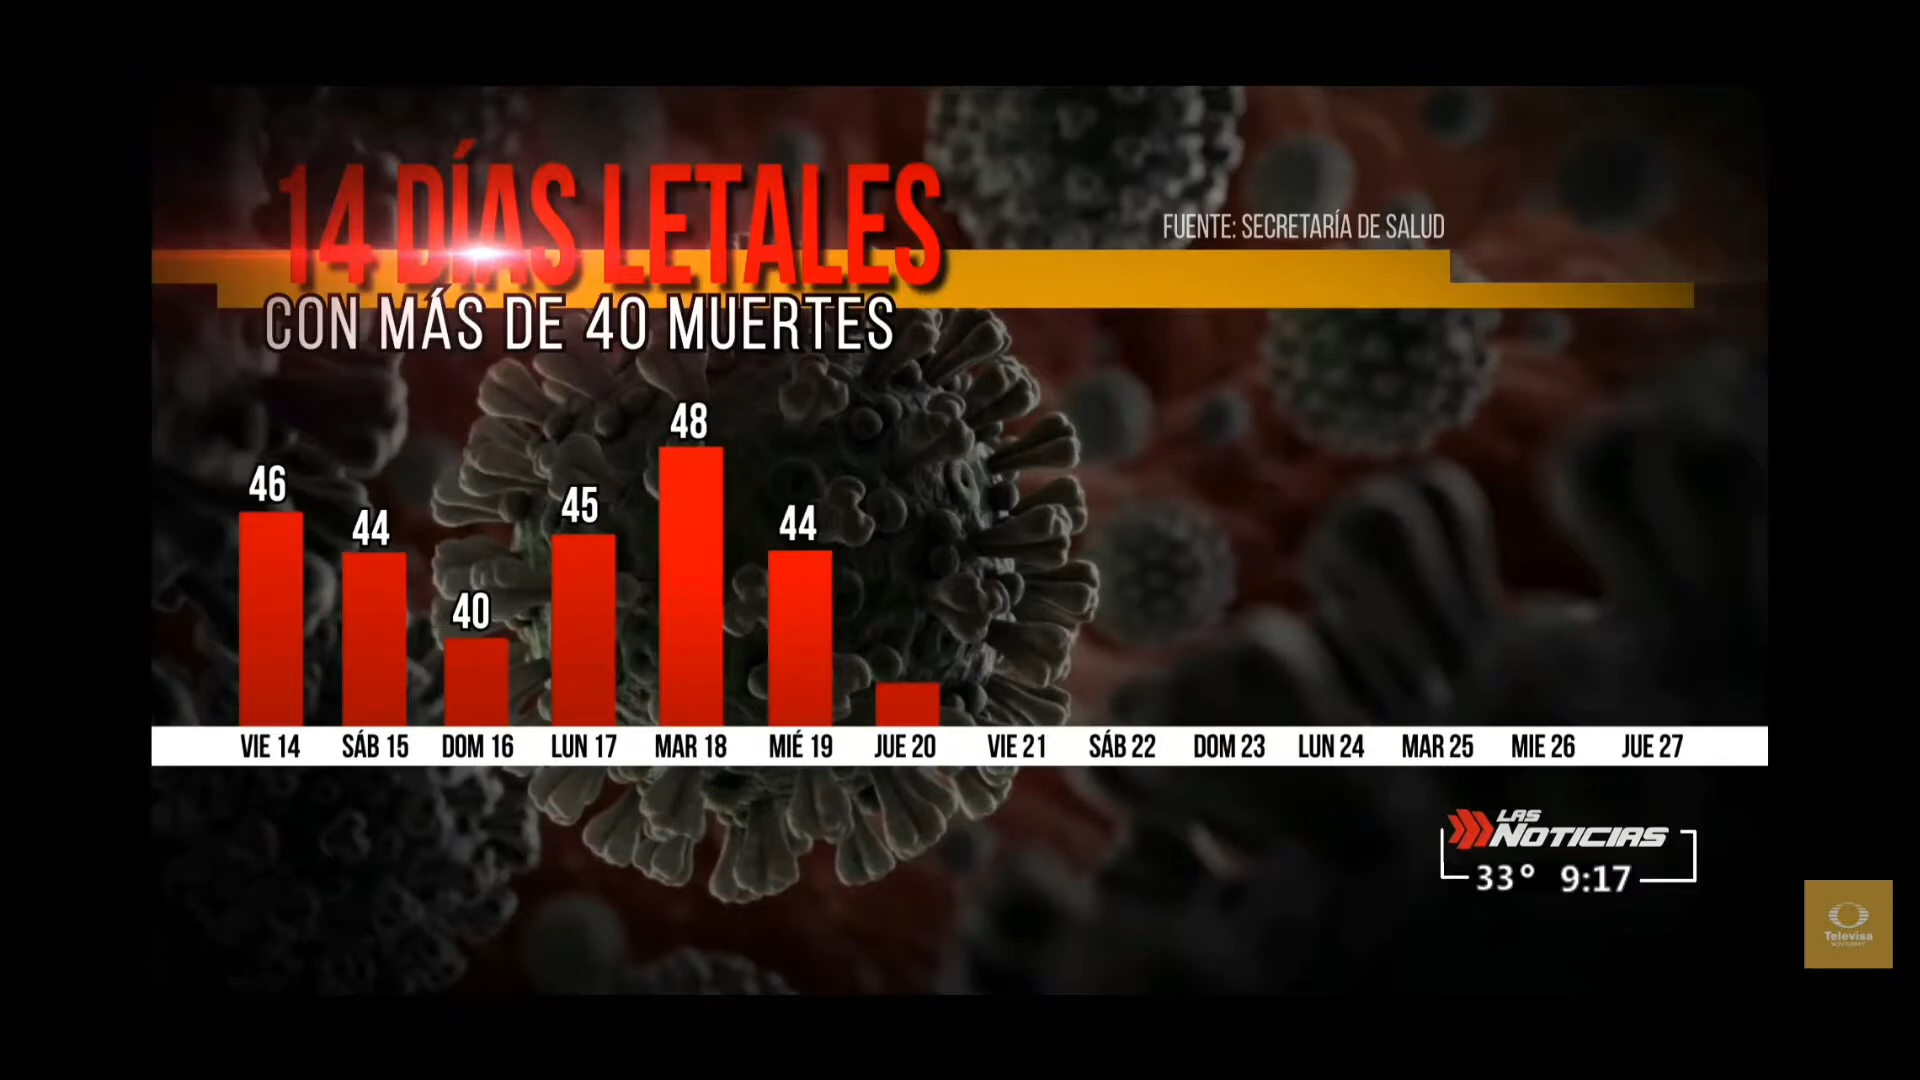 14 DÍAS LETALES
FUENTE: SECRETARÍA DE SALUD
CON MÁS DE 40 MUERTES
46
44
40
45
48
44
VIE 14
SÁB 15
DOM 16
LUN 17
MAR 18
MIÉ 19
JUE 20
VIE 21
SÁB 22
DOM 23
LUN 24
MAR 25
MIE 26
JUE 27
LAS
NOTICIAS
33° 9:17
Televisa
MONTERREY